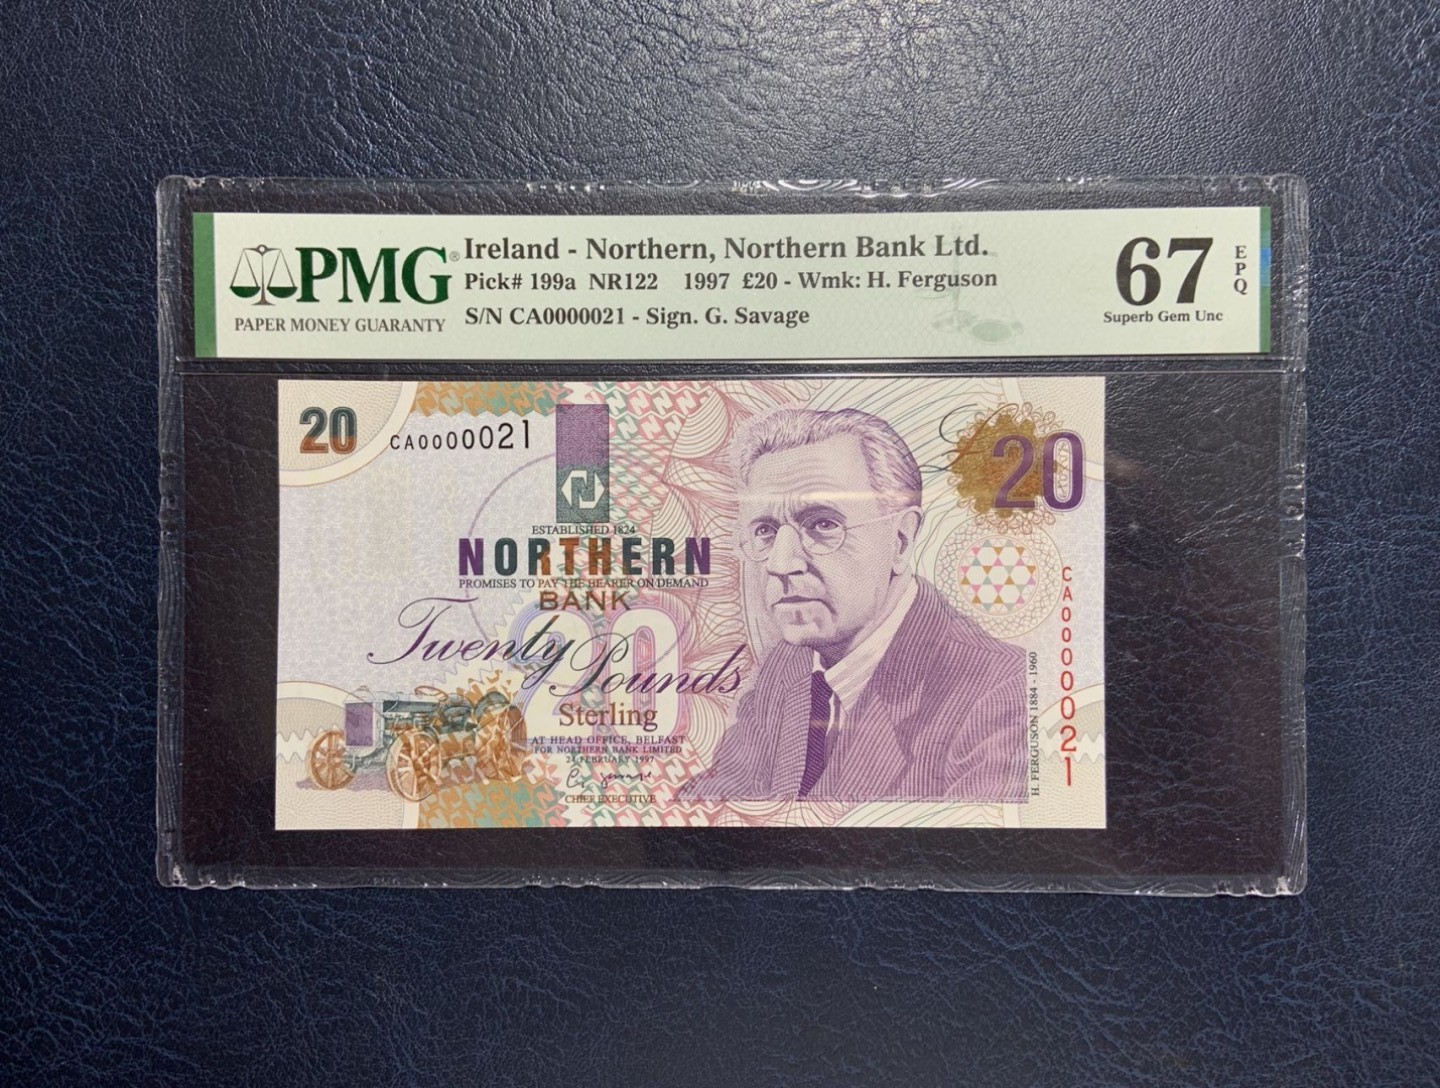 PMG®
PAPER MONEY GUARANTY
Ireland - Northern, Northern Bank Ltd.
Pick# 199a NR122 1997 £20 - Wmk: H. Ferguson
S/N CA0000021 - Sign. G. Savage
67
EPQ
Superb Gem Unc
20
CA0000021
£20
ESTABLISHED 1824
NORTHERN
PROMISES TO PAY THE BEARER ON DEMAND
BANK
Twenty Pounds
20
Sterling
AT HEAD OFFICE, BELFAST
FOR NORTHERN BANK LIMITED
24 FEBRUARY 1997
CHIEF EXECUTIVE
H. FERGUSON 1884 - 1960
CA0000021